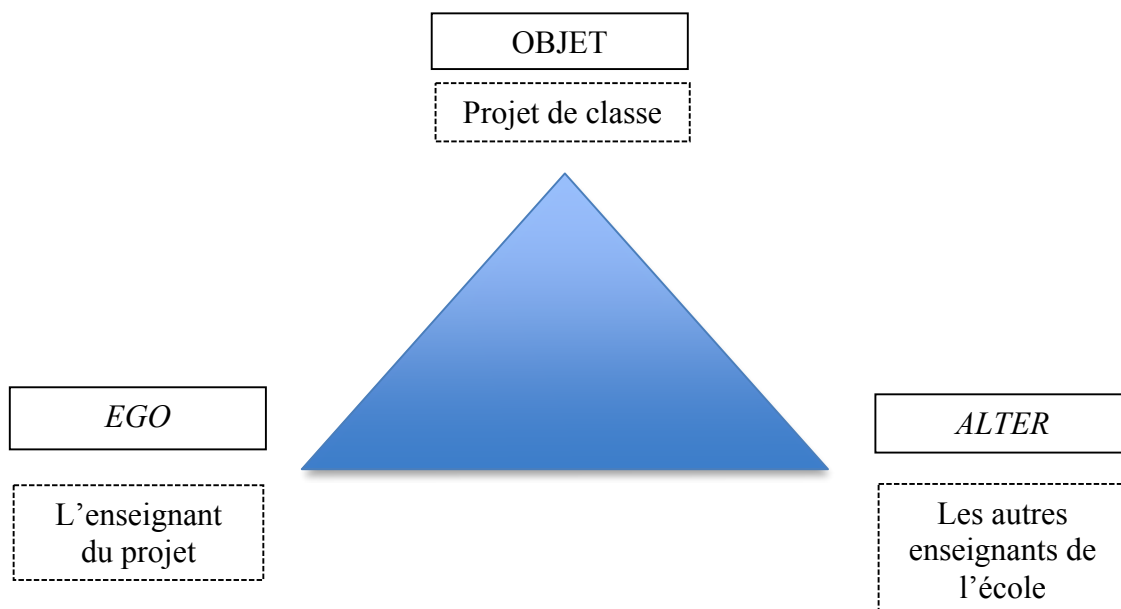 OBJET
Projet de classe
EGO
ALTER
L’enseignant
du projet
Les autres
enseignants de
l’école